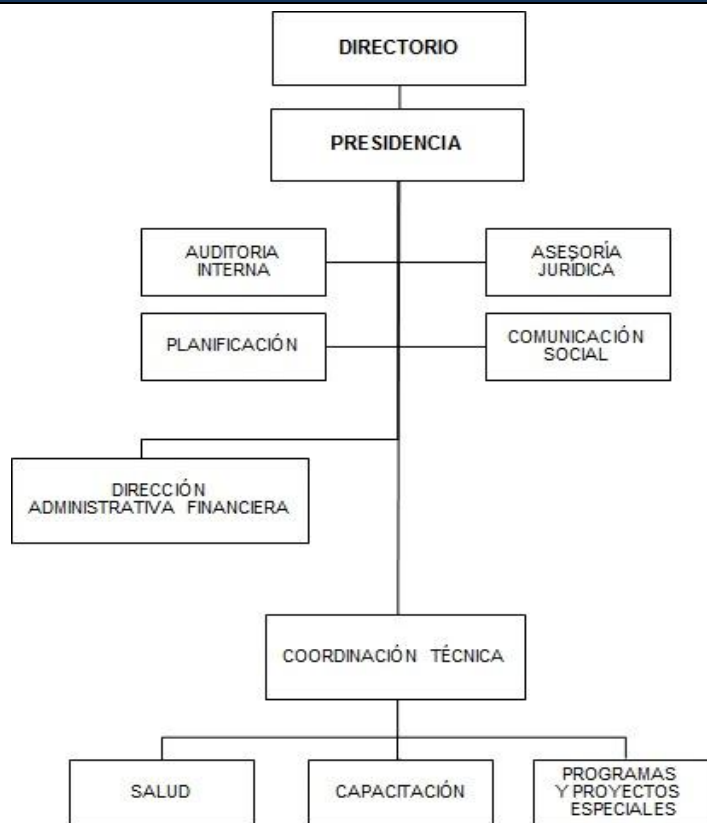 DIRECTORIO
PRESIDENCIA
AUDITORIA
INTERNA
ASESORÍA
JURÍDICA
PLANIFICACIÓN
COMUNICACIÓN
SOCIAL
DIRECCIÓN
ADMINISTRATIVA FINANCIERA
COORDINACIÓN TÉCNICA
SALUD
CAPACITACIÓN
PROGRAMAS
Y PROYECTOS
ESPECIALES